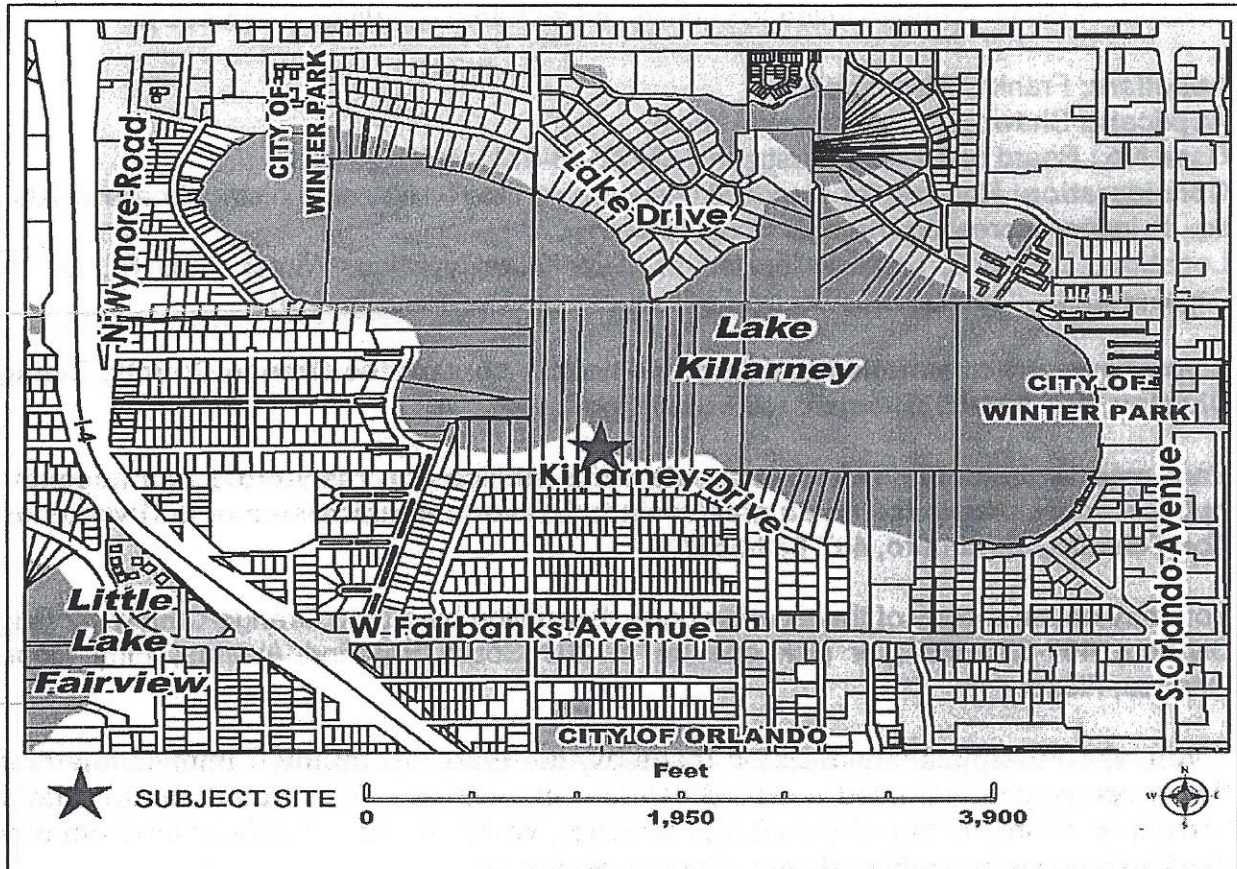 CITY OF
WINTER PARK
N Wymore Road
Lake
Drive
Lake
Killarney
CITY OF
WINTER PARK
I-4
Killarney Drive
S Orlando Avenue
Little
Lake
Fairview
W Fairbanks Avenue
CITY OF ORLANDO
SUBJECT SITE
Feet
0 1,950 3,900
N
W E
S